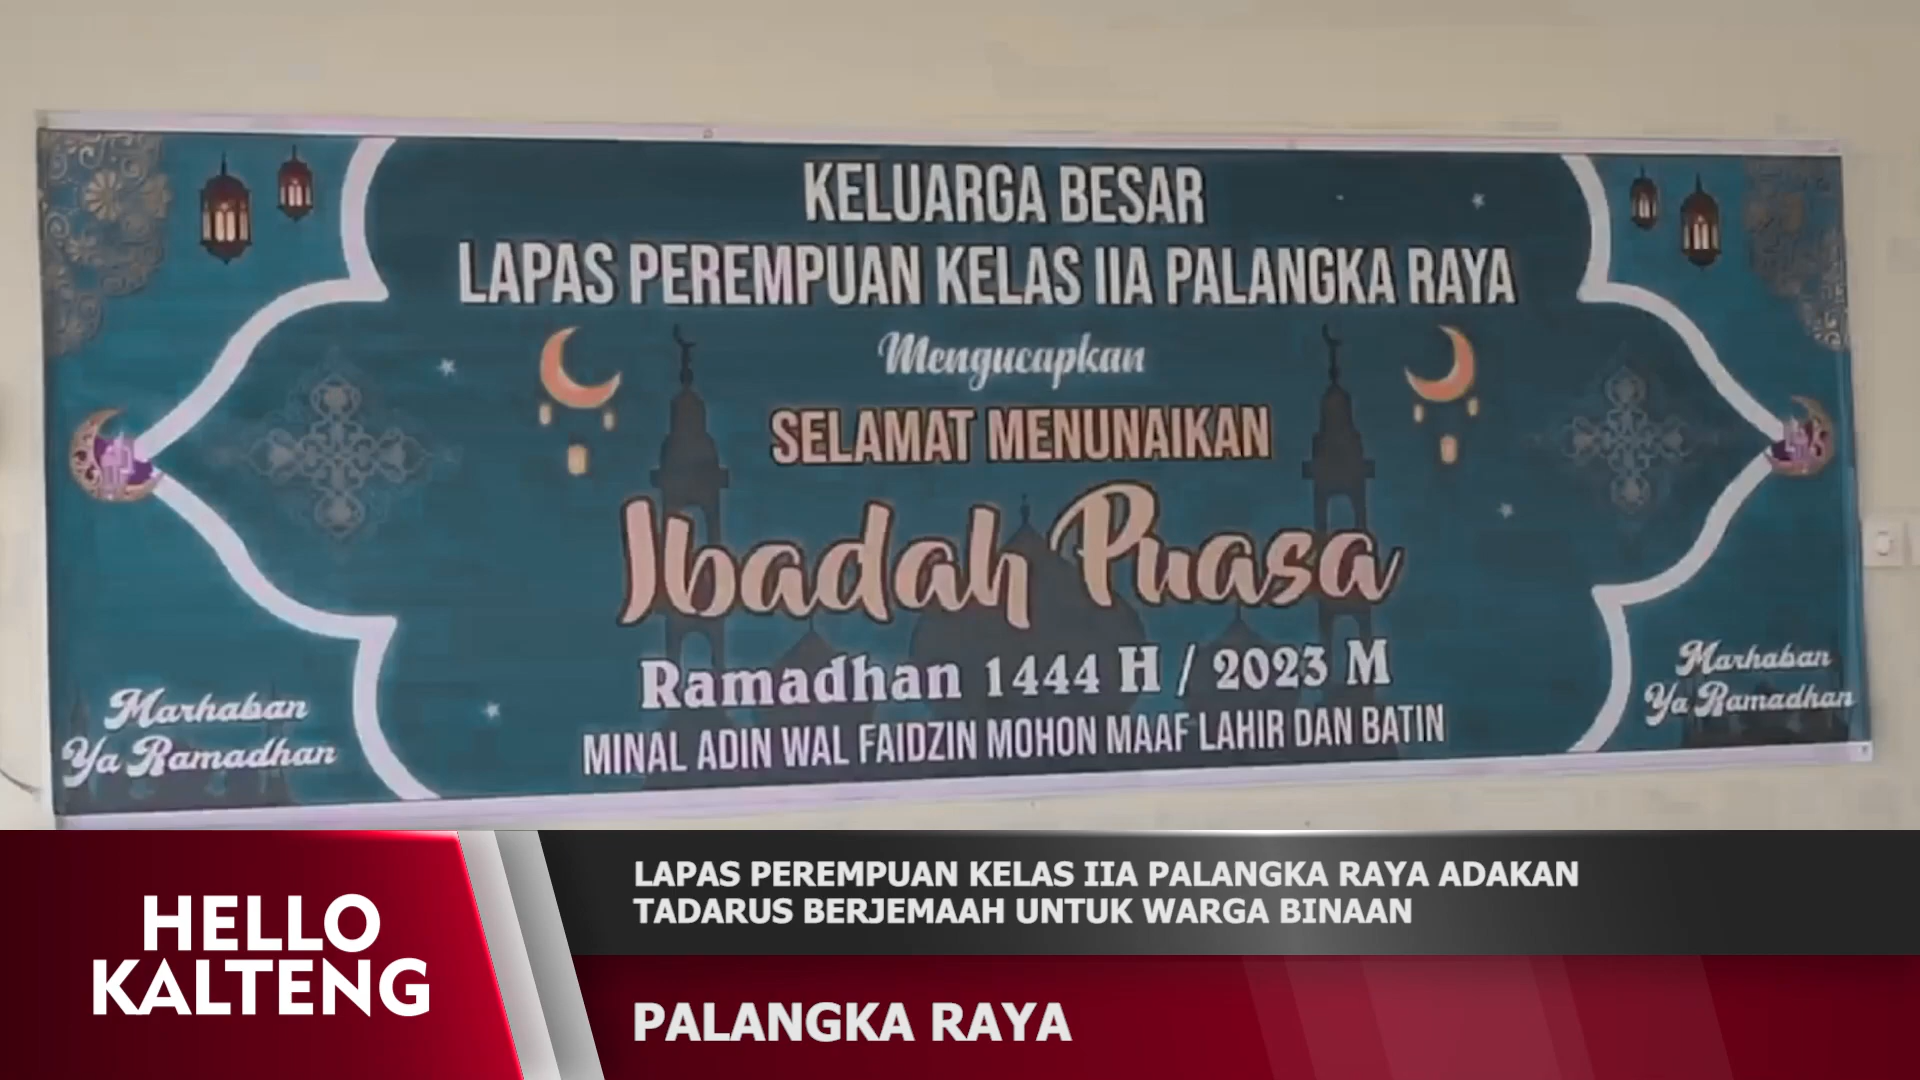 KELUARGA BESAR
LAPAS PEREMPUAN KELAS IIA PALANGKA RAYA
Mengucapkan
SELAMAT MENUNAIKAN
Ibadah Puasa
Ramadhan 1444 H / 2023 M
MINAL ADIN WAL FAIDZIN MOHON MAAF LAHIR DAN BATIN
Marhaban
Ya Ramadhan
Marhaban
Ya Ramadhan
HELLO
KALTENG
LAPAS PEREMPUAN KELAS IIA PALANGKA RAYA ADAKAN
TADARUS BERJEMAAH UNTUK WARGA BINAAN
PALANGKA RAYA